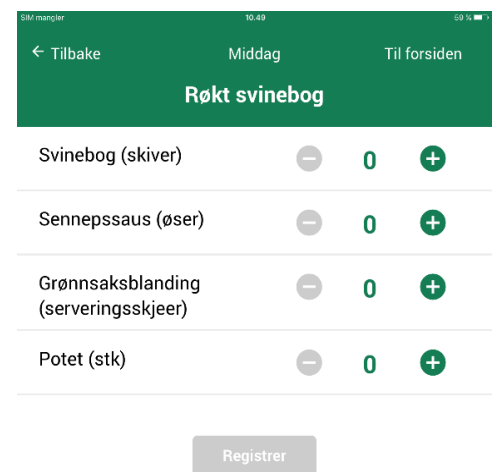 SIM mangler 10.49 59 %
← Tilbake Middag Til forsiden
Røkt svinebog
Svinebog (skiver) − 0 +
Sennepssaus (øser) − 0 +
Grønnsaksblanding
(serveringsskjeer) − 0 +
Potet (stk) − 0 +
Registrer